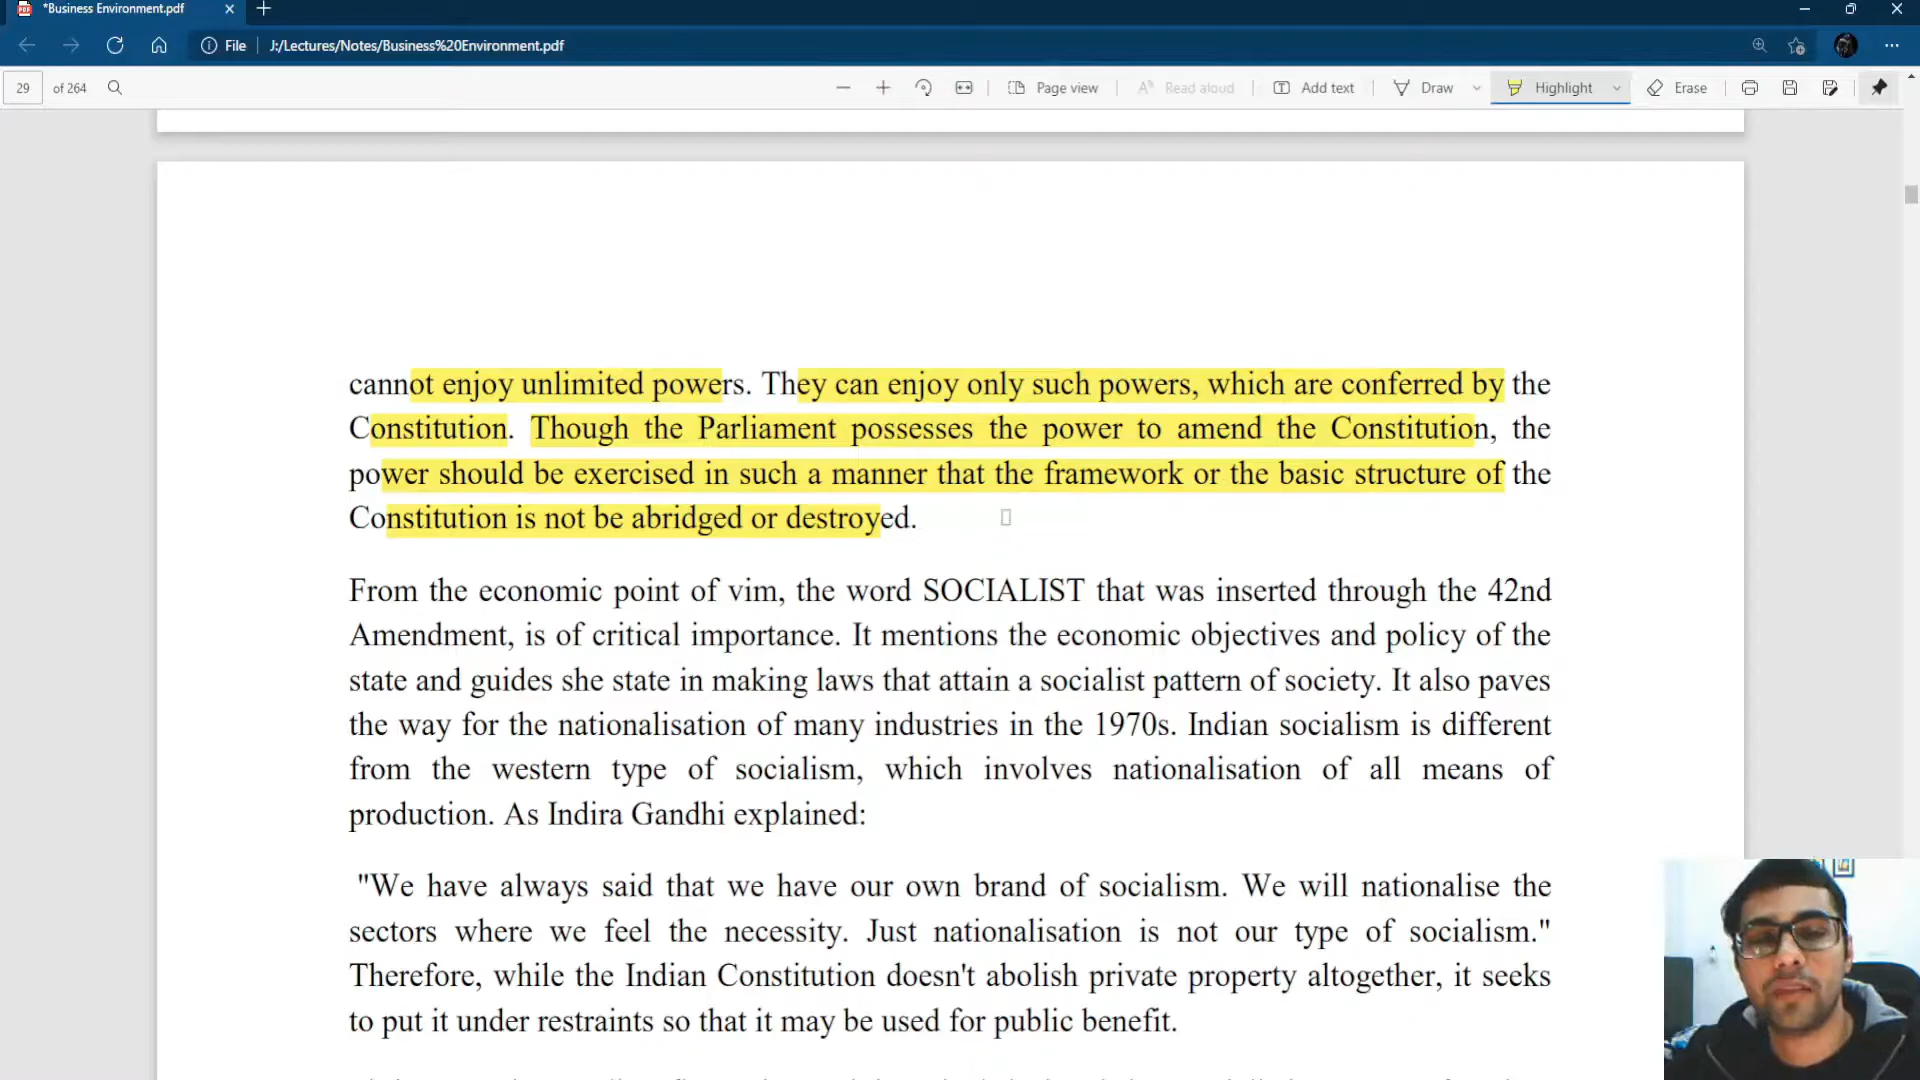 *Business Environment.pdf
File J:/Lectures/Notes/Business%20Environment.pdf
29 of 264 Page view Read aloud Add text Draw Highlight Erase
cannot enjoy unlimited powers. They can enjoy only such powers, which are conferred by the
Constitution. Though the Parliament possesses the power to amend the Constitution, the
power should be exercised in such a manner that the framework or the basic structure of the
Constitution is not be abridged or destroyed.
From the economic point of vim, the word SOCIALIST that was inserted through the 42nd
Amendment, is of critical importance. It mentions the economic objectives and policy of the
state and guides she state in making laws that attain a socialist pattern of society. It also paves
the way for the nationalisation of many industries in the 1970s. Indian socialism is different
from the western type of socialism, which involves nationalisation of all means of
production. As Indira Gandhi explained:
"We have always said that we have our own brand of socialism. We will nationalise the
sectors where we feel the necessity. Just nationalisation is not our type of socialism."
Therefore, while the Indian Constitution doesn't abolish private property altogether, it seeks
to put it under restraints so that it may be used for public benefit.